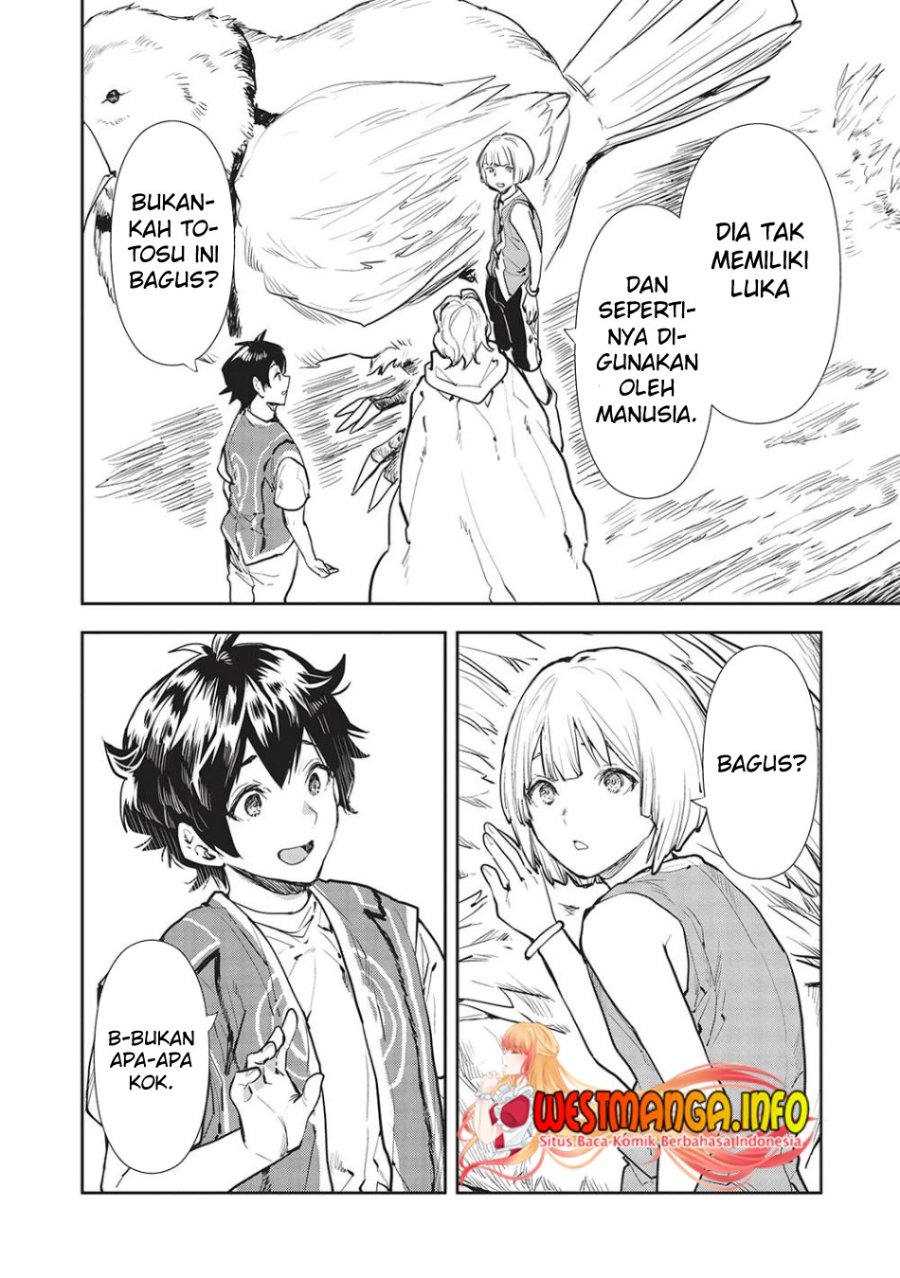 DIA TAK
MEMILIKI
LUKA
DAN
SEPERTI-
NYA DI-
GUNAKAN
OLEH
MANUSIA.
BUKAN-
KAH TO-
TOSU INI
BAGUS?
BAGUS?
B-BUKAN
APA-APA
KOK.
WESTMANGA.INFO
Situs Baca Komik Berbahasa Indonesia